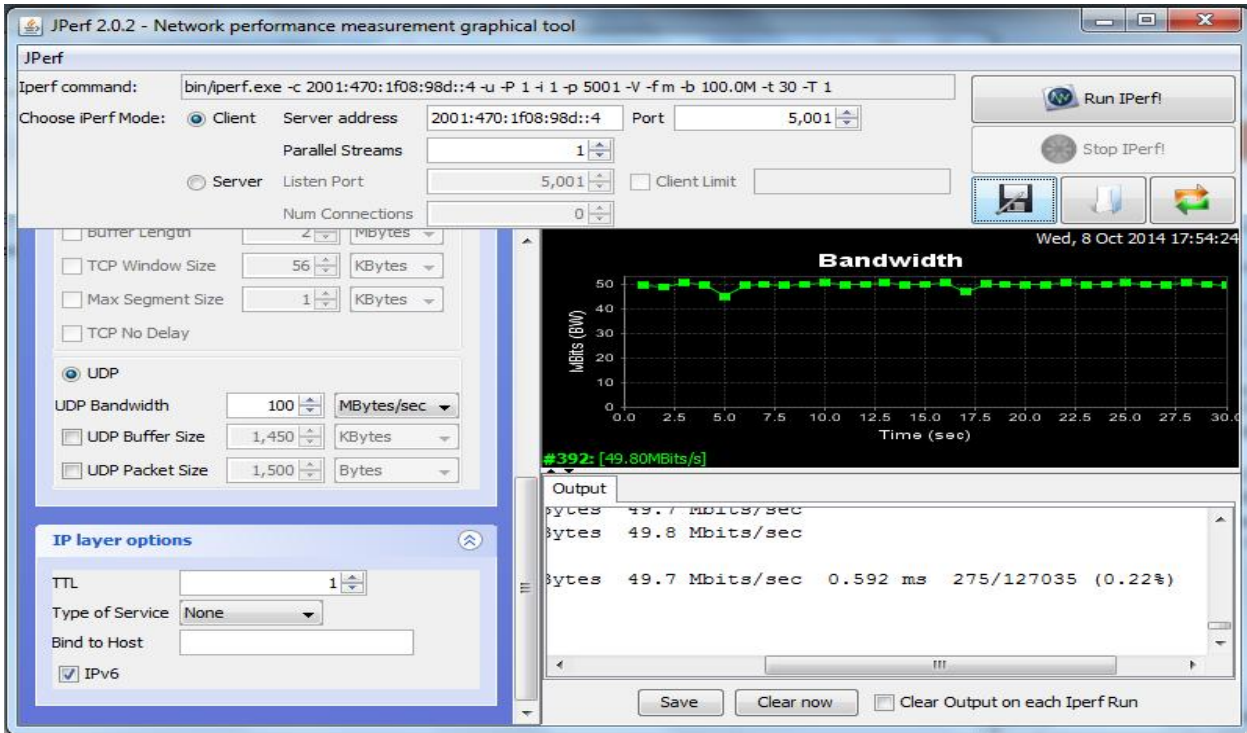 JPerf 2.0.2 - Network performance measurement graphical tool
JPerf
Iperf command: bin/iperf.exe -c 2001:470:1f08:98d::4 -u -P 1 -i 1 -p 5001 -V -f m -b 100.0M -t 30 -T 1
Run IPerf!
Choose iPerf Mode: Client Server address 2001:470:1f08:98d::4 Port 5,001
Parallel Streams 1
Stop IPerf!
Server Listen Port 5,001 Client Limit
Num Connections 0
Buffer Length 2 MBytes
TCP Window Size 56 KBytes
Max Segment Size 1 KBytes
TCP No Delay
UDP
UDP Bandwidth 100 MBytes/sec
UDP Buffer Size 1,450 KBytes
UDP Packet Size 1,500 Bytes
IP layer options
TTL 1
Type of Service None
Bind to Host
IPv6
Wed, 8 Oct 2014 17:54:24
Bandwidth
MBits (BW)
50
40
30
20
10
0
0.0 2.5 5.0 7.5 10.0 12.5 15.0 17.5 20.0 22.5 25.0 27.5 30.0
Time (sec)
#392: [49.80MBits/s]
Output
Bytes 49.7 Mbits/sec
Bytes 49.8 Mbits/sec
Bytes 49.7 Mbits/sec 0.592 ms 275/127035 (0.22%)
Save Clear now Clear Output on each Iperf Run